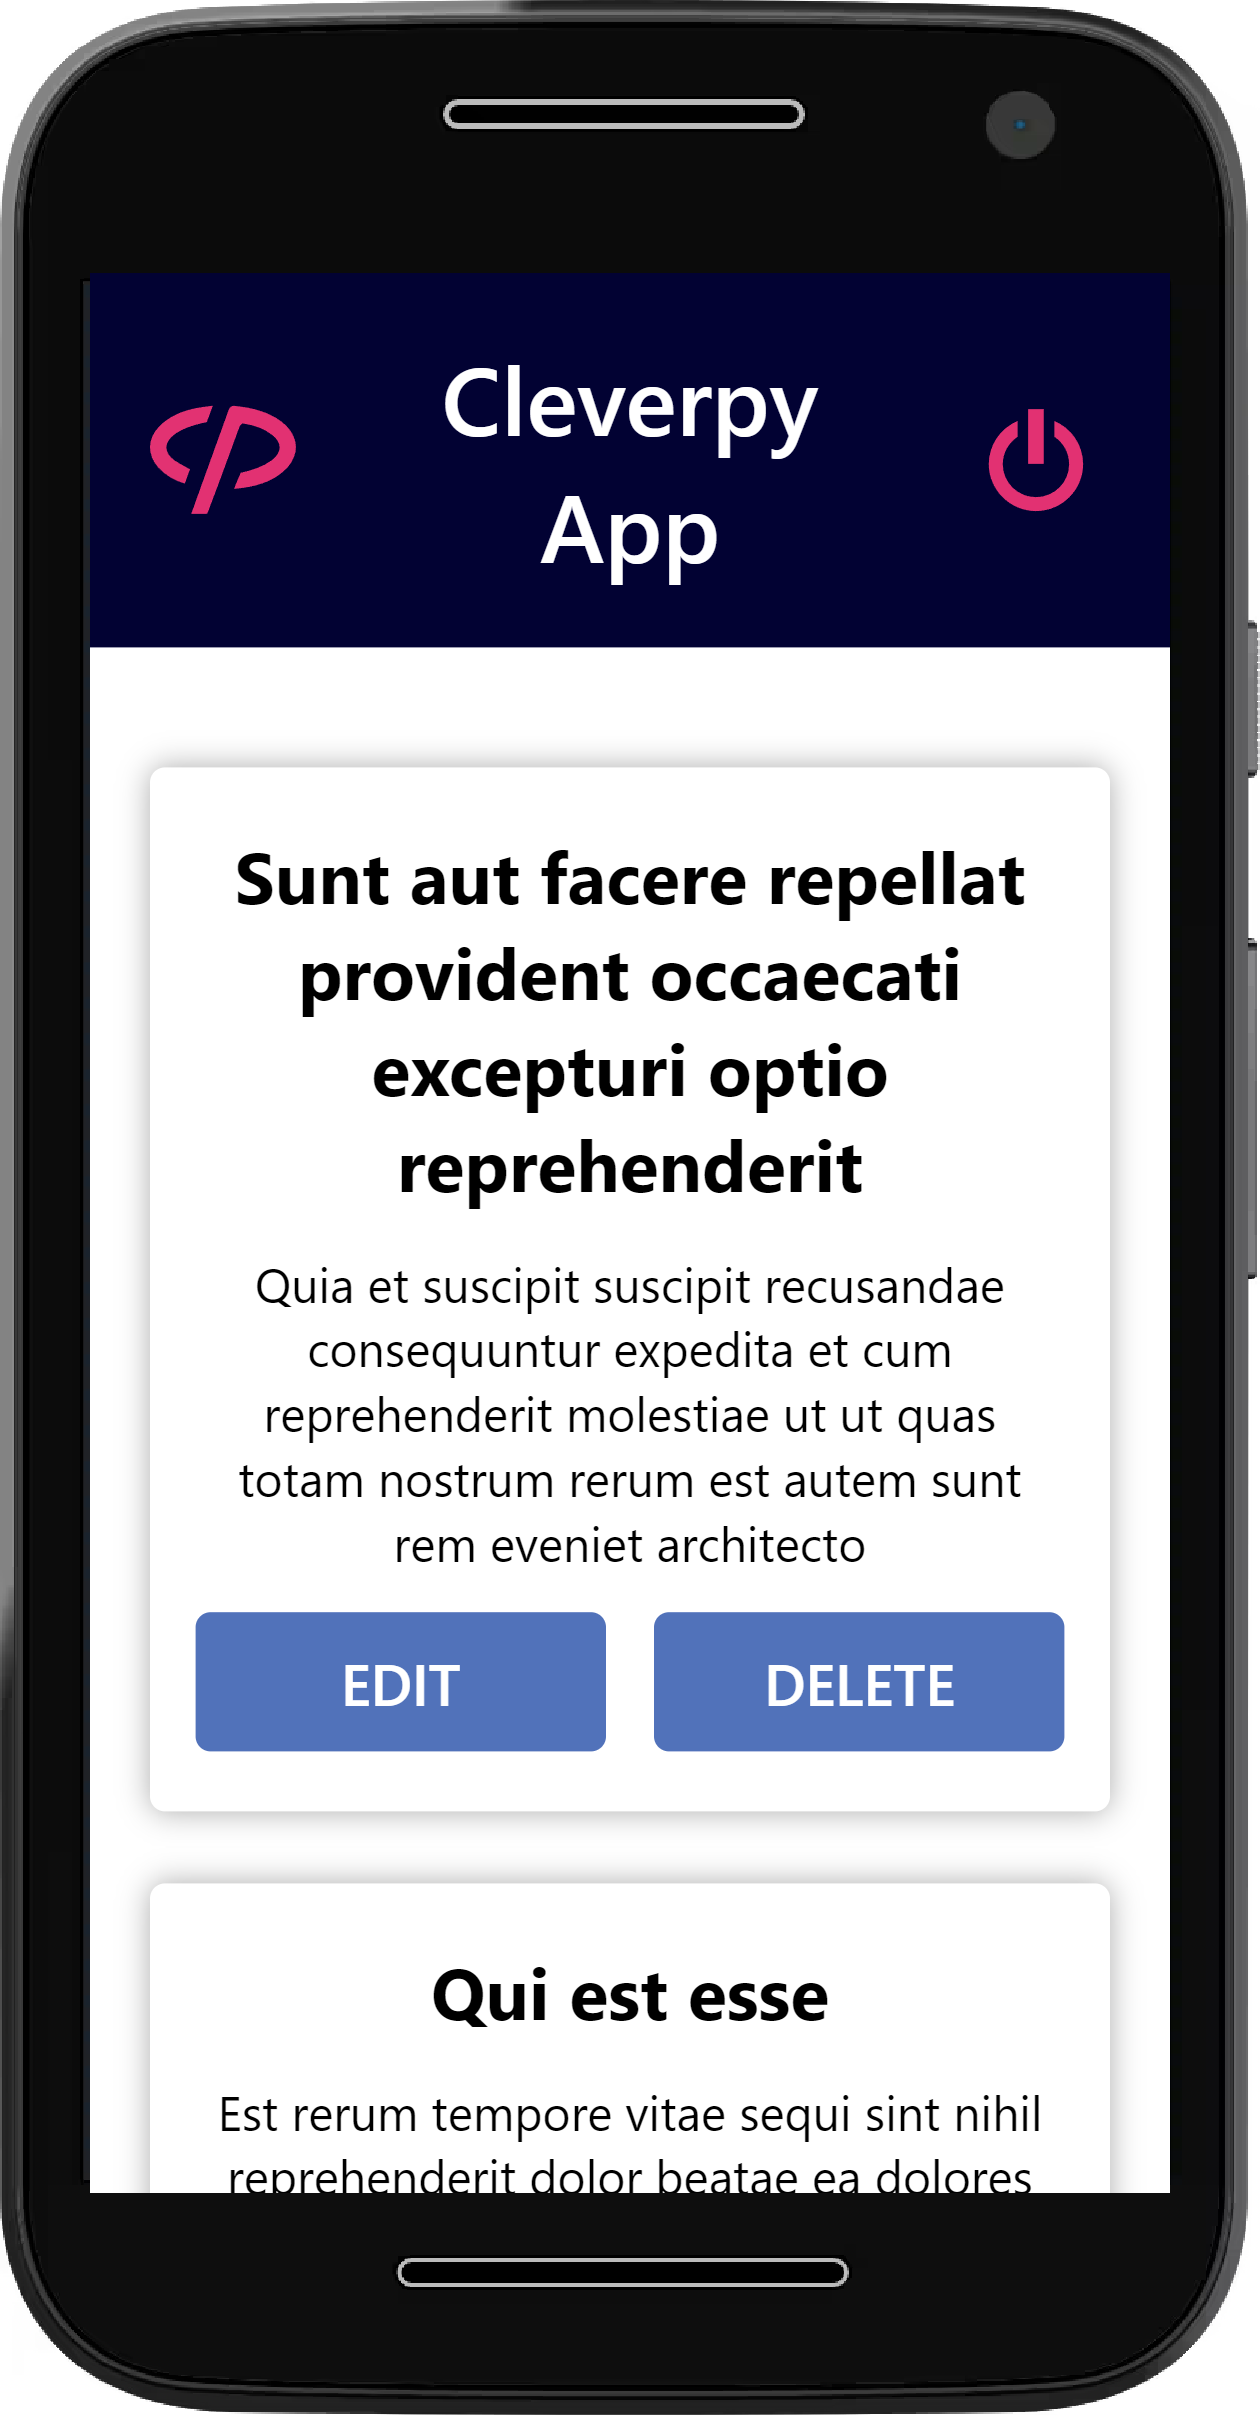 Cleverpy
App
Sunt aut facere repellat
provident occaecati
excepturi optio
reprehenderit
Quia et suscipit suscipit recusandae
consequuntur expedita et cum
reprehenderit molestiae ut ut quas
totam nostrum rerum est autem sunt
rem eveniet architecto
EDIT DELETE
Qui est esse
Est rerum tempore vitae sequi sint nihil
reprehenderit dolor beatae ea dolores